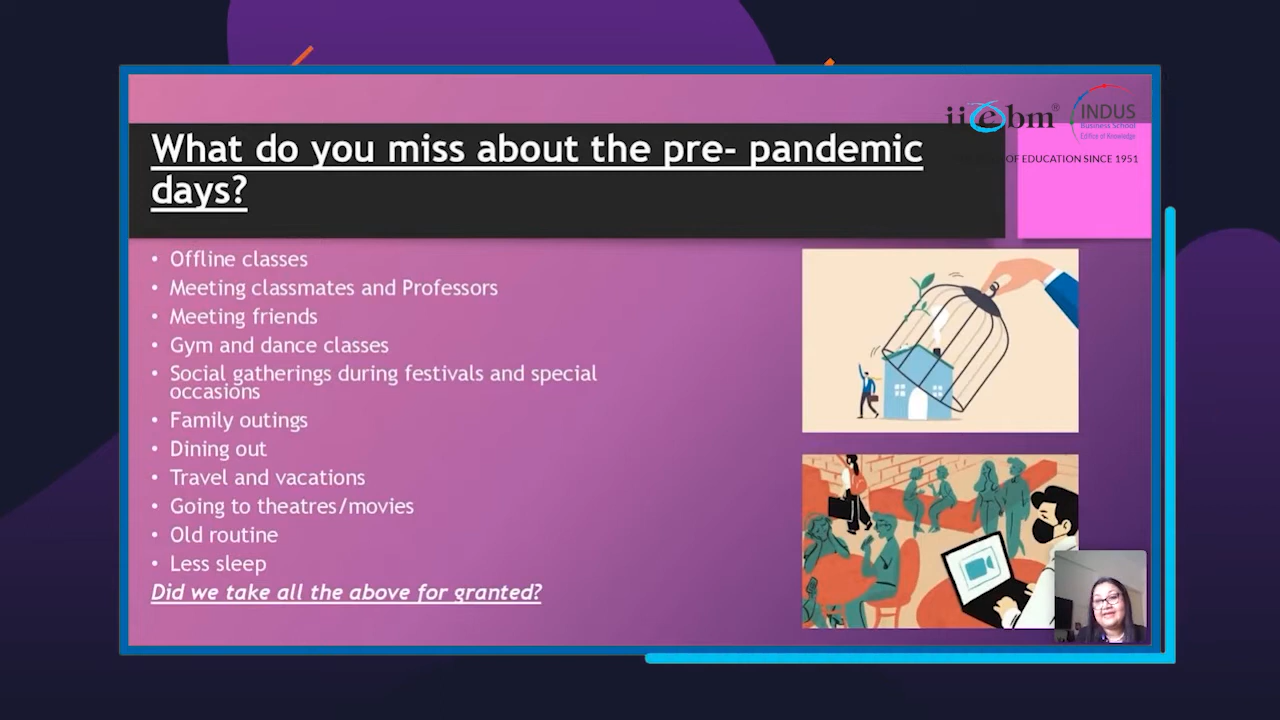 iiebm®
INDUS
Business School
Editor of Knowledge
OF EDUCATION SINCE 1951
What do you miss about the pre- pandemic
days?
• Offline classes
• Meeting classmates and Professors
• Meeting friends
• Gym and dance classes
• Social gatherings during festivals and special
occasions
• Family outings
• Dining out
• Travel and vacations
• Going to theatres/movies
• Old routine
• Less sleep
Did we take all the above for granted?